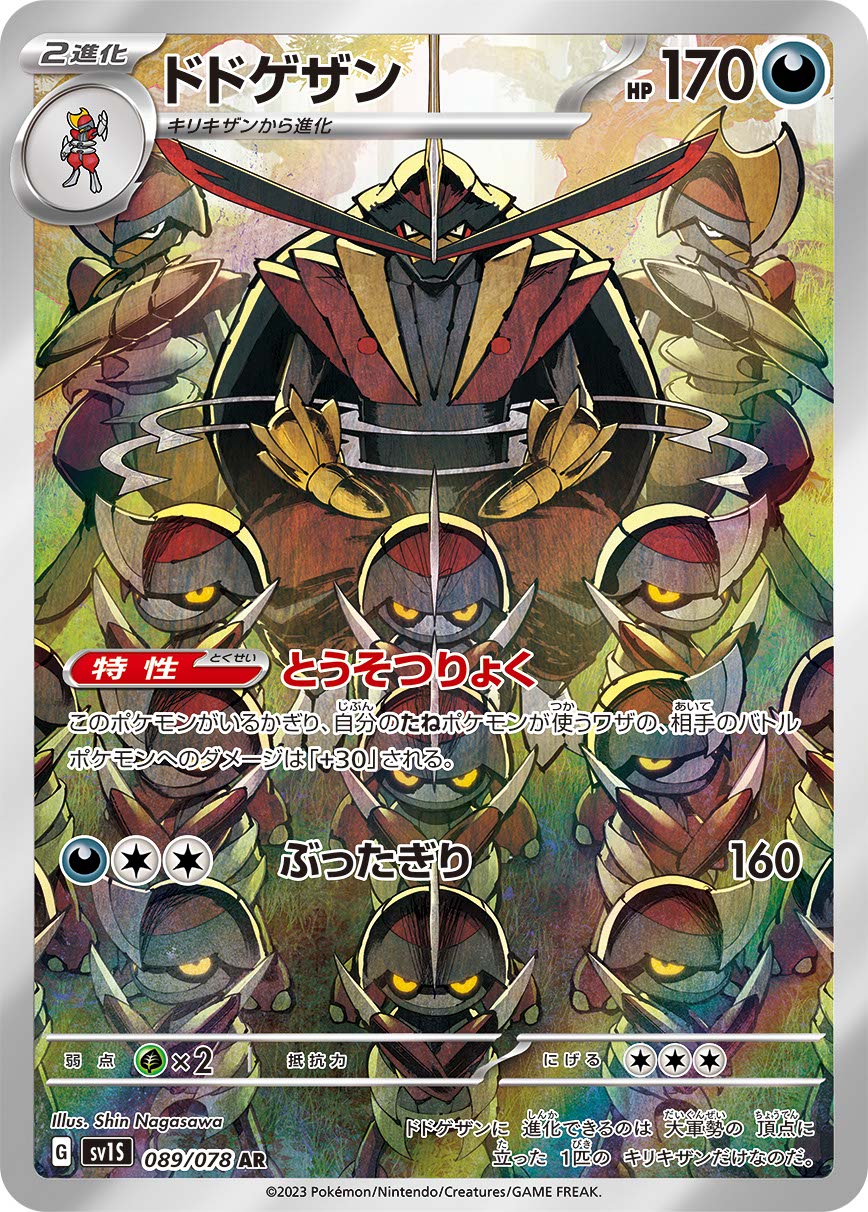 2進化
ドドゲザン
HP 170
キリキザンから進化
特性
とくせい
とうそつりょく
じぶん つか あいて
このポケモンがいるかぎり、自分のたねポケモンが使うワザの、相手のバトル
ポケモンへのダメージは「+30」される。
ぶったぎり 160
弱点 ×2 抵抗力 にげる
Illus. Shin Nagasawa
しんか だいぐんぜい ちょうてん
ドドゲザンに 進化できるのは 大軍勢の 頂点に
た ぴき
立った 1匹の キリキザンだけなのだ。
G sv1S 089/078 AR
©2023 Pokémon/Nintendo/Creatures/GAME FREAK.